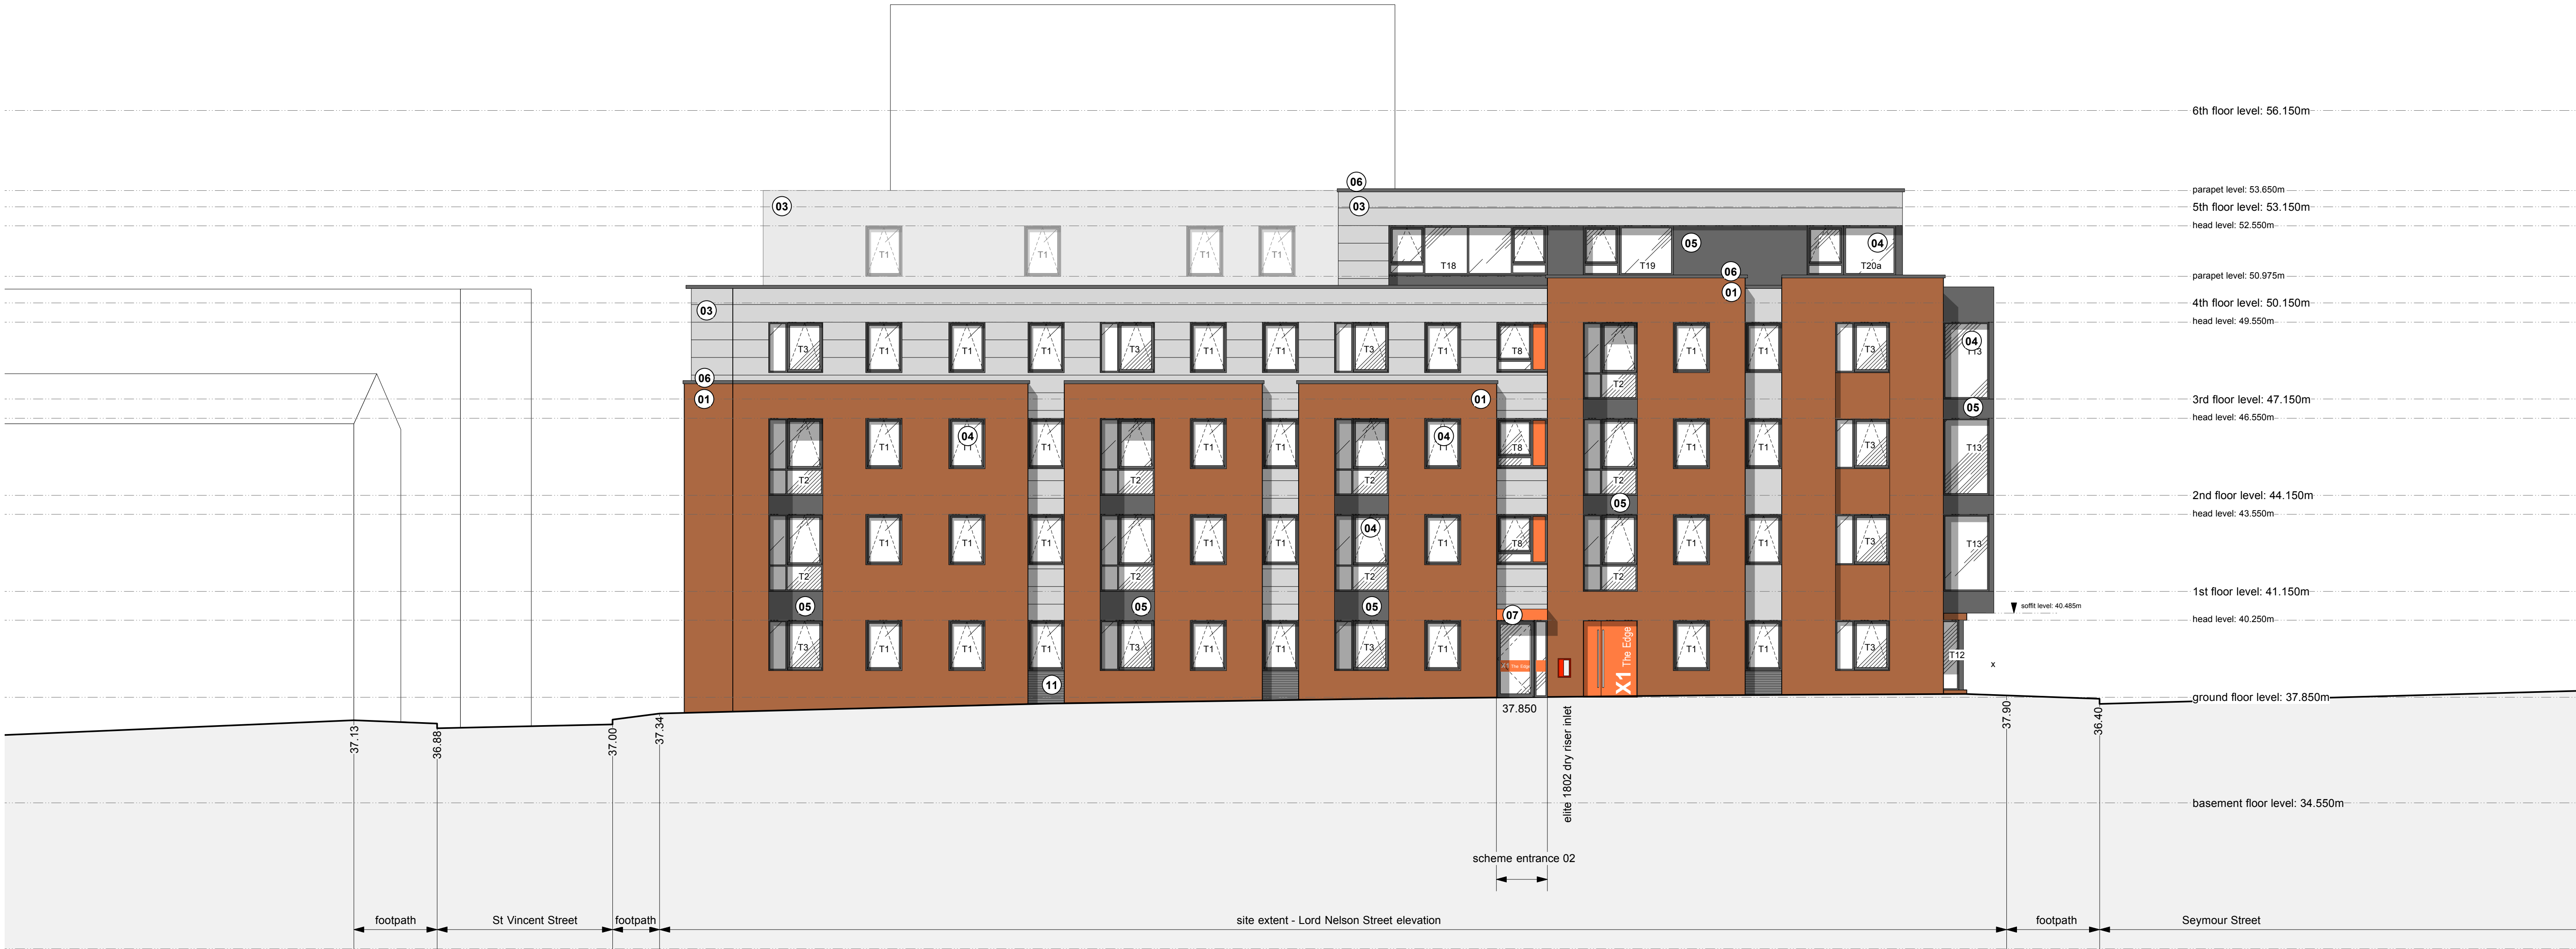 6th floor level: 56.150m
06
parapet level: 53.650m
03 03 5th floor level: 53.150m
head level: 52.550m
05 04
T1 T1 T1 T1
T18 T19 T20a
06 parapet level: 50.975m
01
03 4th floor level: 50.150m
head level: 49.550m
04
T3 T1 T1 T1 T3 T1 T1 T3 T1 T8 T1 T1 T3 T13
06 T2
01 01 3rd floor level: 47.150m
05
head level: 46.550m
04 04
T1 T1 T1 T1 T1 T1 T1 T8 T1 T1 T3 T13
T2 T2 T2 T2
2nd floor level: 44.150m
05
head level: 43.550m
04
T1 T1 T1 T1 T1 T1 T8 T1 T1 T3 T13
T2 T2 T2 T2
1st floor level: 41.150m
05 05 05 soffit level: 40.485m
07
head level: 40.250m
T3 T1 T1 T1 T3 T1 T1 T3 T1 T1 T1 T3
T12
X1 The Edge
X1 The Edge
x
11
ground floor level: 37.850m
37.850
37.13
36.88
37.00
37.34
elite 1802 dry riser inlet
37.90
36.40
basement floor level: 34.550m
scheme entrance 02
footpath St Vincent Street footpath site extent - Lord Nelson Street elevation footpath Seymour Street